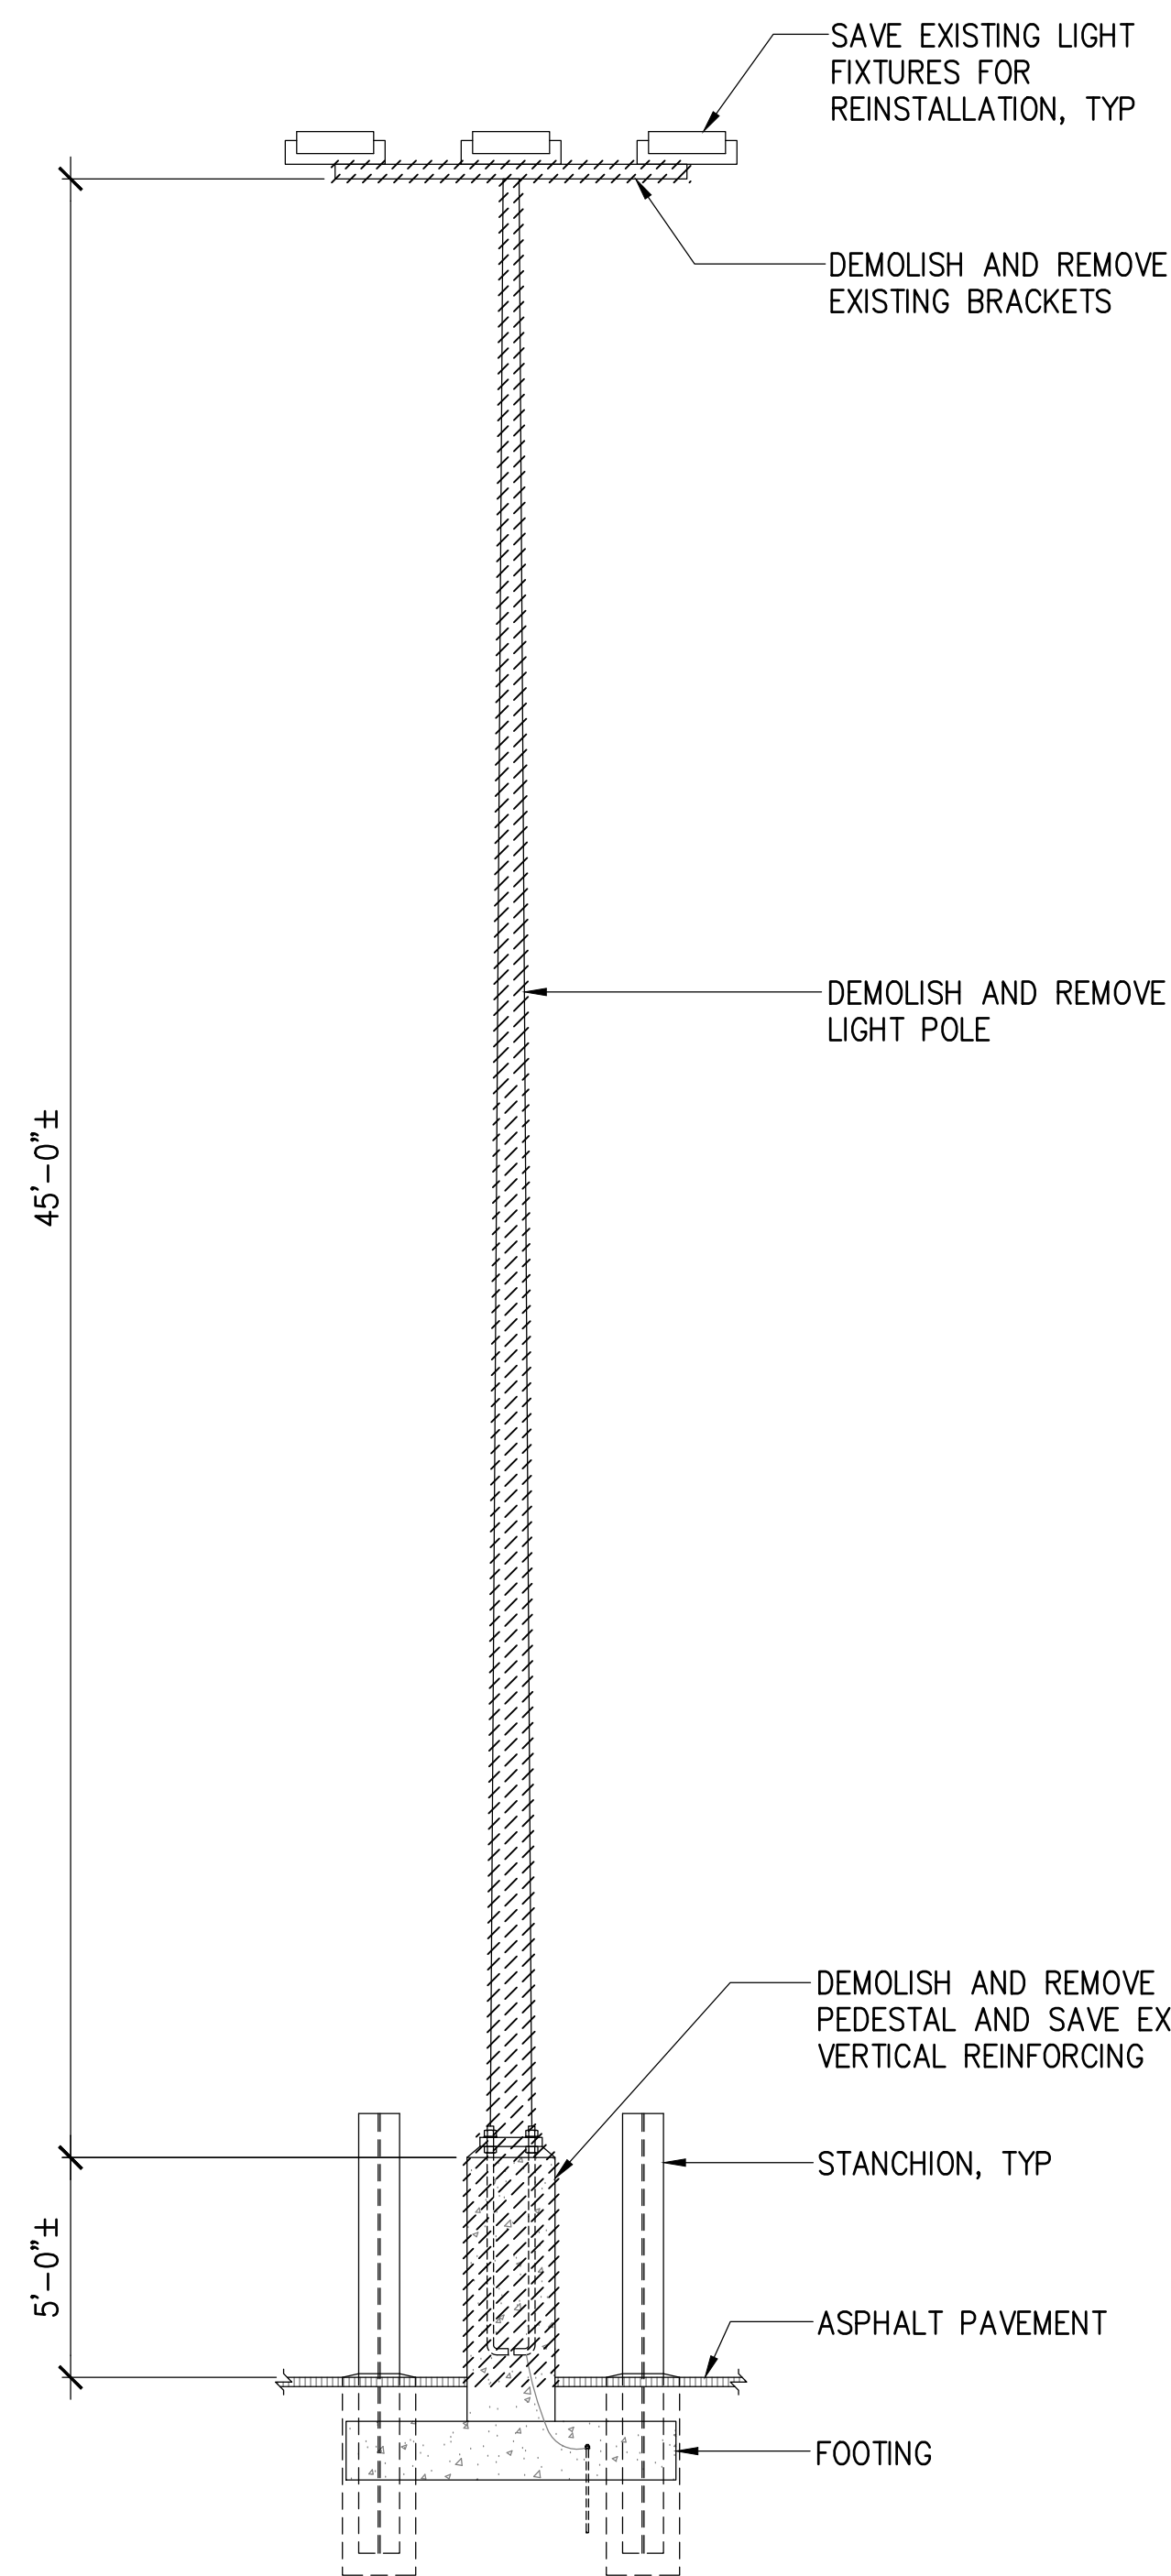 SAVE EXISTING LIGHT
FIXTURES FOR
REINSTALLATION, TYP
DEMOLISH AND REMOVE
EXISTING BRACKETS
DEMOLISH AND REMOVE
LIGHT POLE
45'-0"±
DEMOLISH AND REMOVE
PEDESTAL AND SAVE EX
VERTICAL REINFORCING
STANCHION, TYP
5'-0"±
ASPHALT PAVEMENT
FOOTING